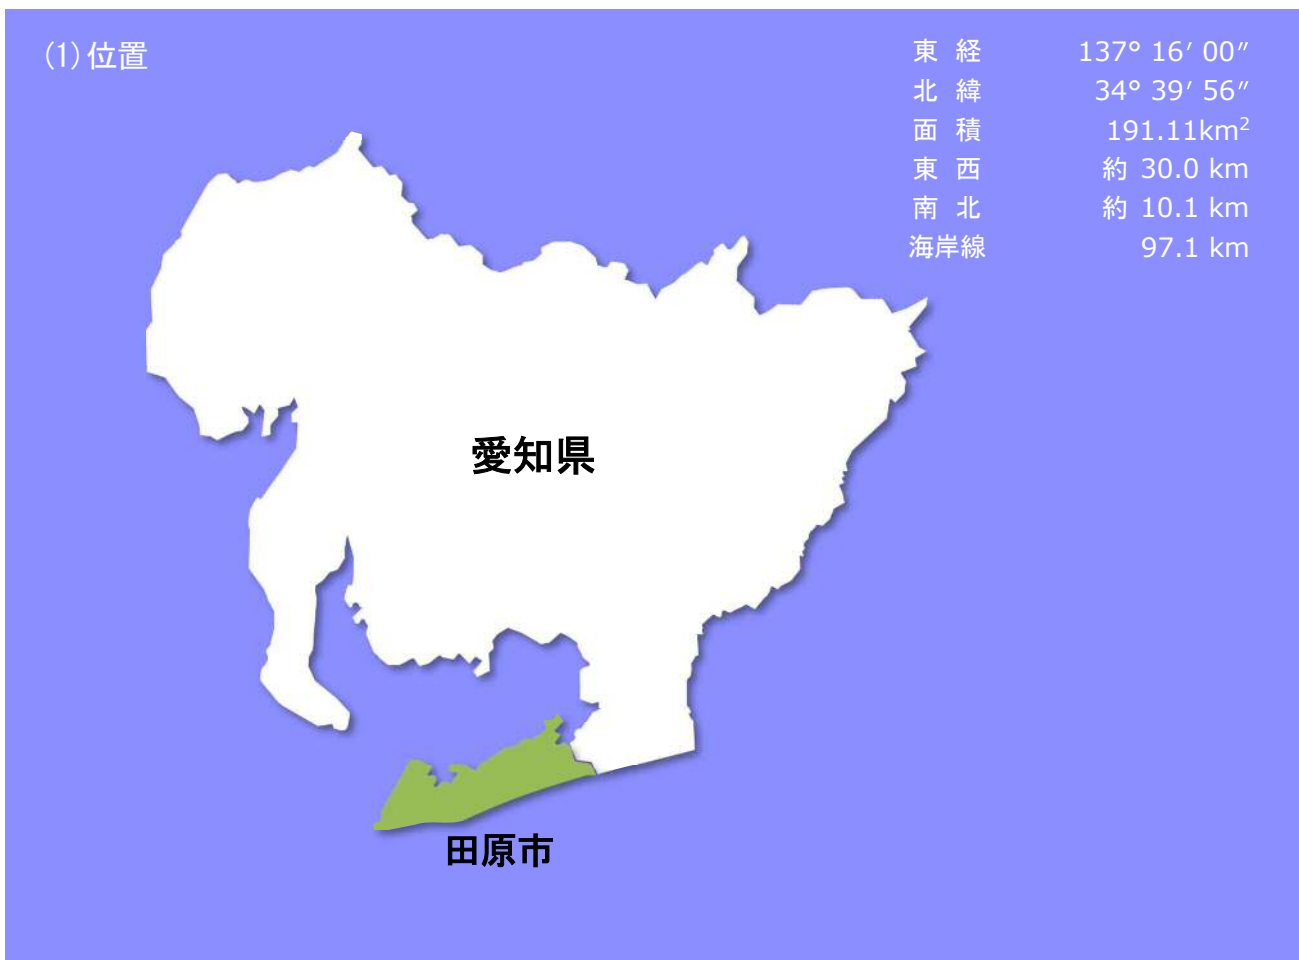 (1)位置
東 経 137° 16′ 00″
北 緯 34° 39′ 56″
面 積 191.11km²
東 西 約 30.0 km
南 北 約 10.1 km
海岸線 97.1 km
愛知県
田原市